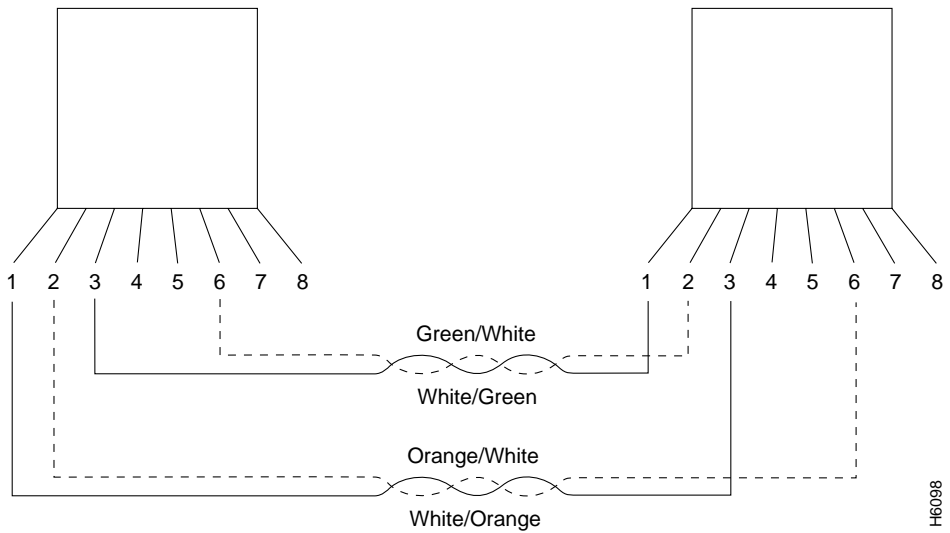 1 2 3 4 5 6 7 8
1 2 3 4 5 6 7 8
Green/White
White/Green
Orange/White
White/Orange
H6098